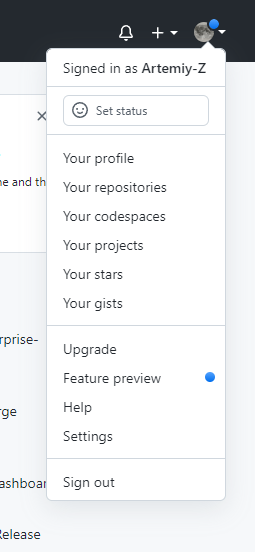 Signed in as Artemiy-Z
Set status
ne and th
Your profile
Your repositories
Your codespaces
Your projects
Your stars
Your gists
erprise-
Upgrade
Feature preview
Help
rge
Settings
ashboar
Sign out
Release